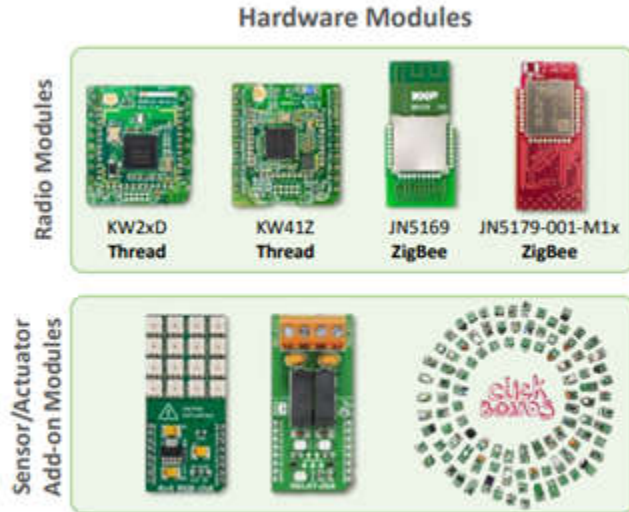 Hardware Modules
Radio Modules
KW2xD
Thread
KW41Z
Thread
JN5169
ZigBee
JN5179-001-M1x
ZigBee
Sensor/Actuator
Add-on Modules
click
BOARDS